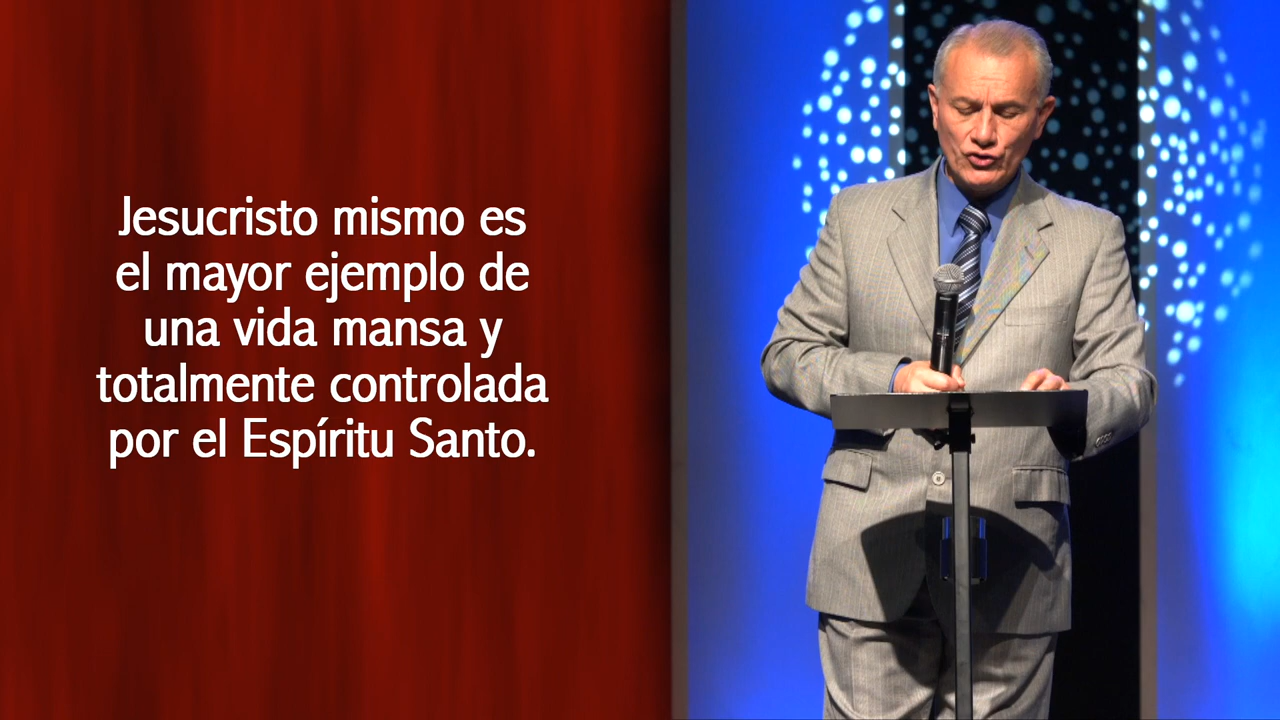 Jesucristo mismo es
el mayor ejemplo de
una vida mansa y
totalmente controlada
por el Espíritu Santo.